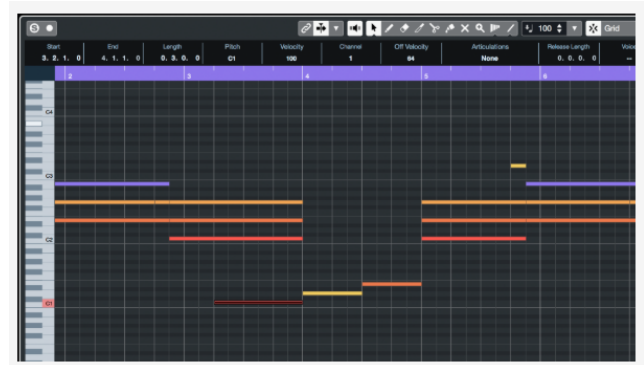 100 Grid
Start End Length Pitch Velocity Channel Off Velocity Articulations Release Length Voic
3. 2. 1. 0 4. 1. 1. 0 0. 3. 0. 0 C1 100 1 64 None 0. 0. 0. 0
2 3 4 5 6
C4
C3
C2
C1